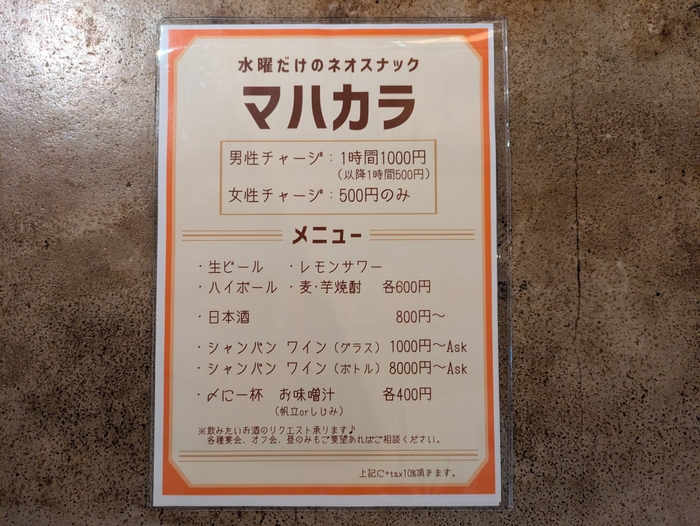 水曜だけのネオスナック
マハカラ
男性チャージ：1時間1000円
（以降1時間500円）
女性チャージ：500円のみ
メニュー
・生ビール ・レモンサワー
・ハイボール ・麦・芋焼酎 各600円
・日本酒 800円〜
・シャンパン ワイン（グラス） 1000円〜Ask
・シャンパン ワイン（ボトル） 8000円〜Ask
・〆に一杯 お味噌汁 各400円
（帆立orしじみ）
※飲みたいお酒のリクエスト承ります♪
各種宴会、オフ会、昼のみもご要望あればご相談ください。
上記に+tax10%頂きます。